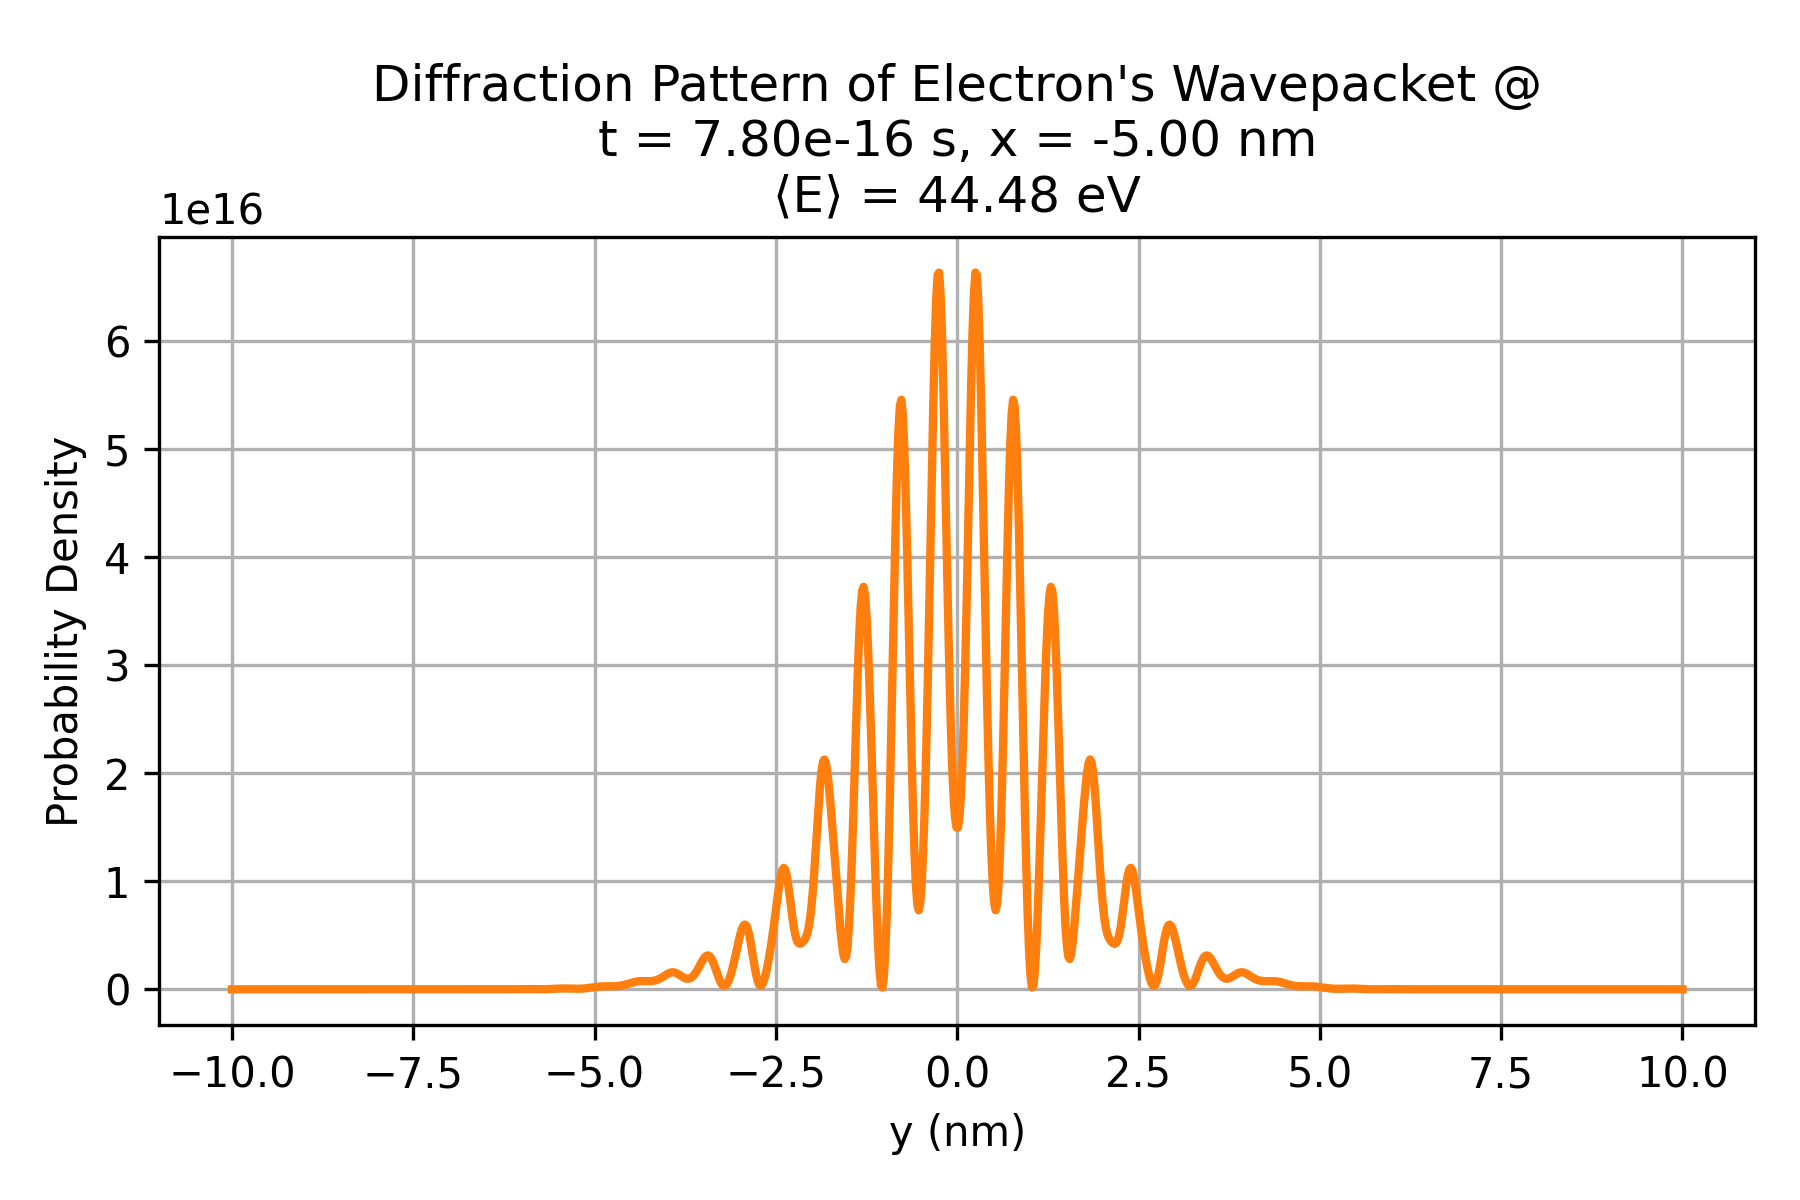 Diffraction Pattern of Electron's Wavepacket @
t = 7.80e-16 s, x = -5.00 nm
⟨E⟩ = 44.48 eV
1e16
6
5
4
3
2
1
0
Probability Density
−10.0 −7.5 −5.0 −2.5 0.0 2.5 5.0 7.5 10.0
y (nm)